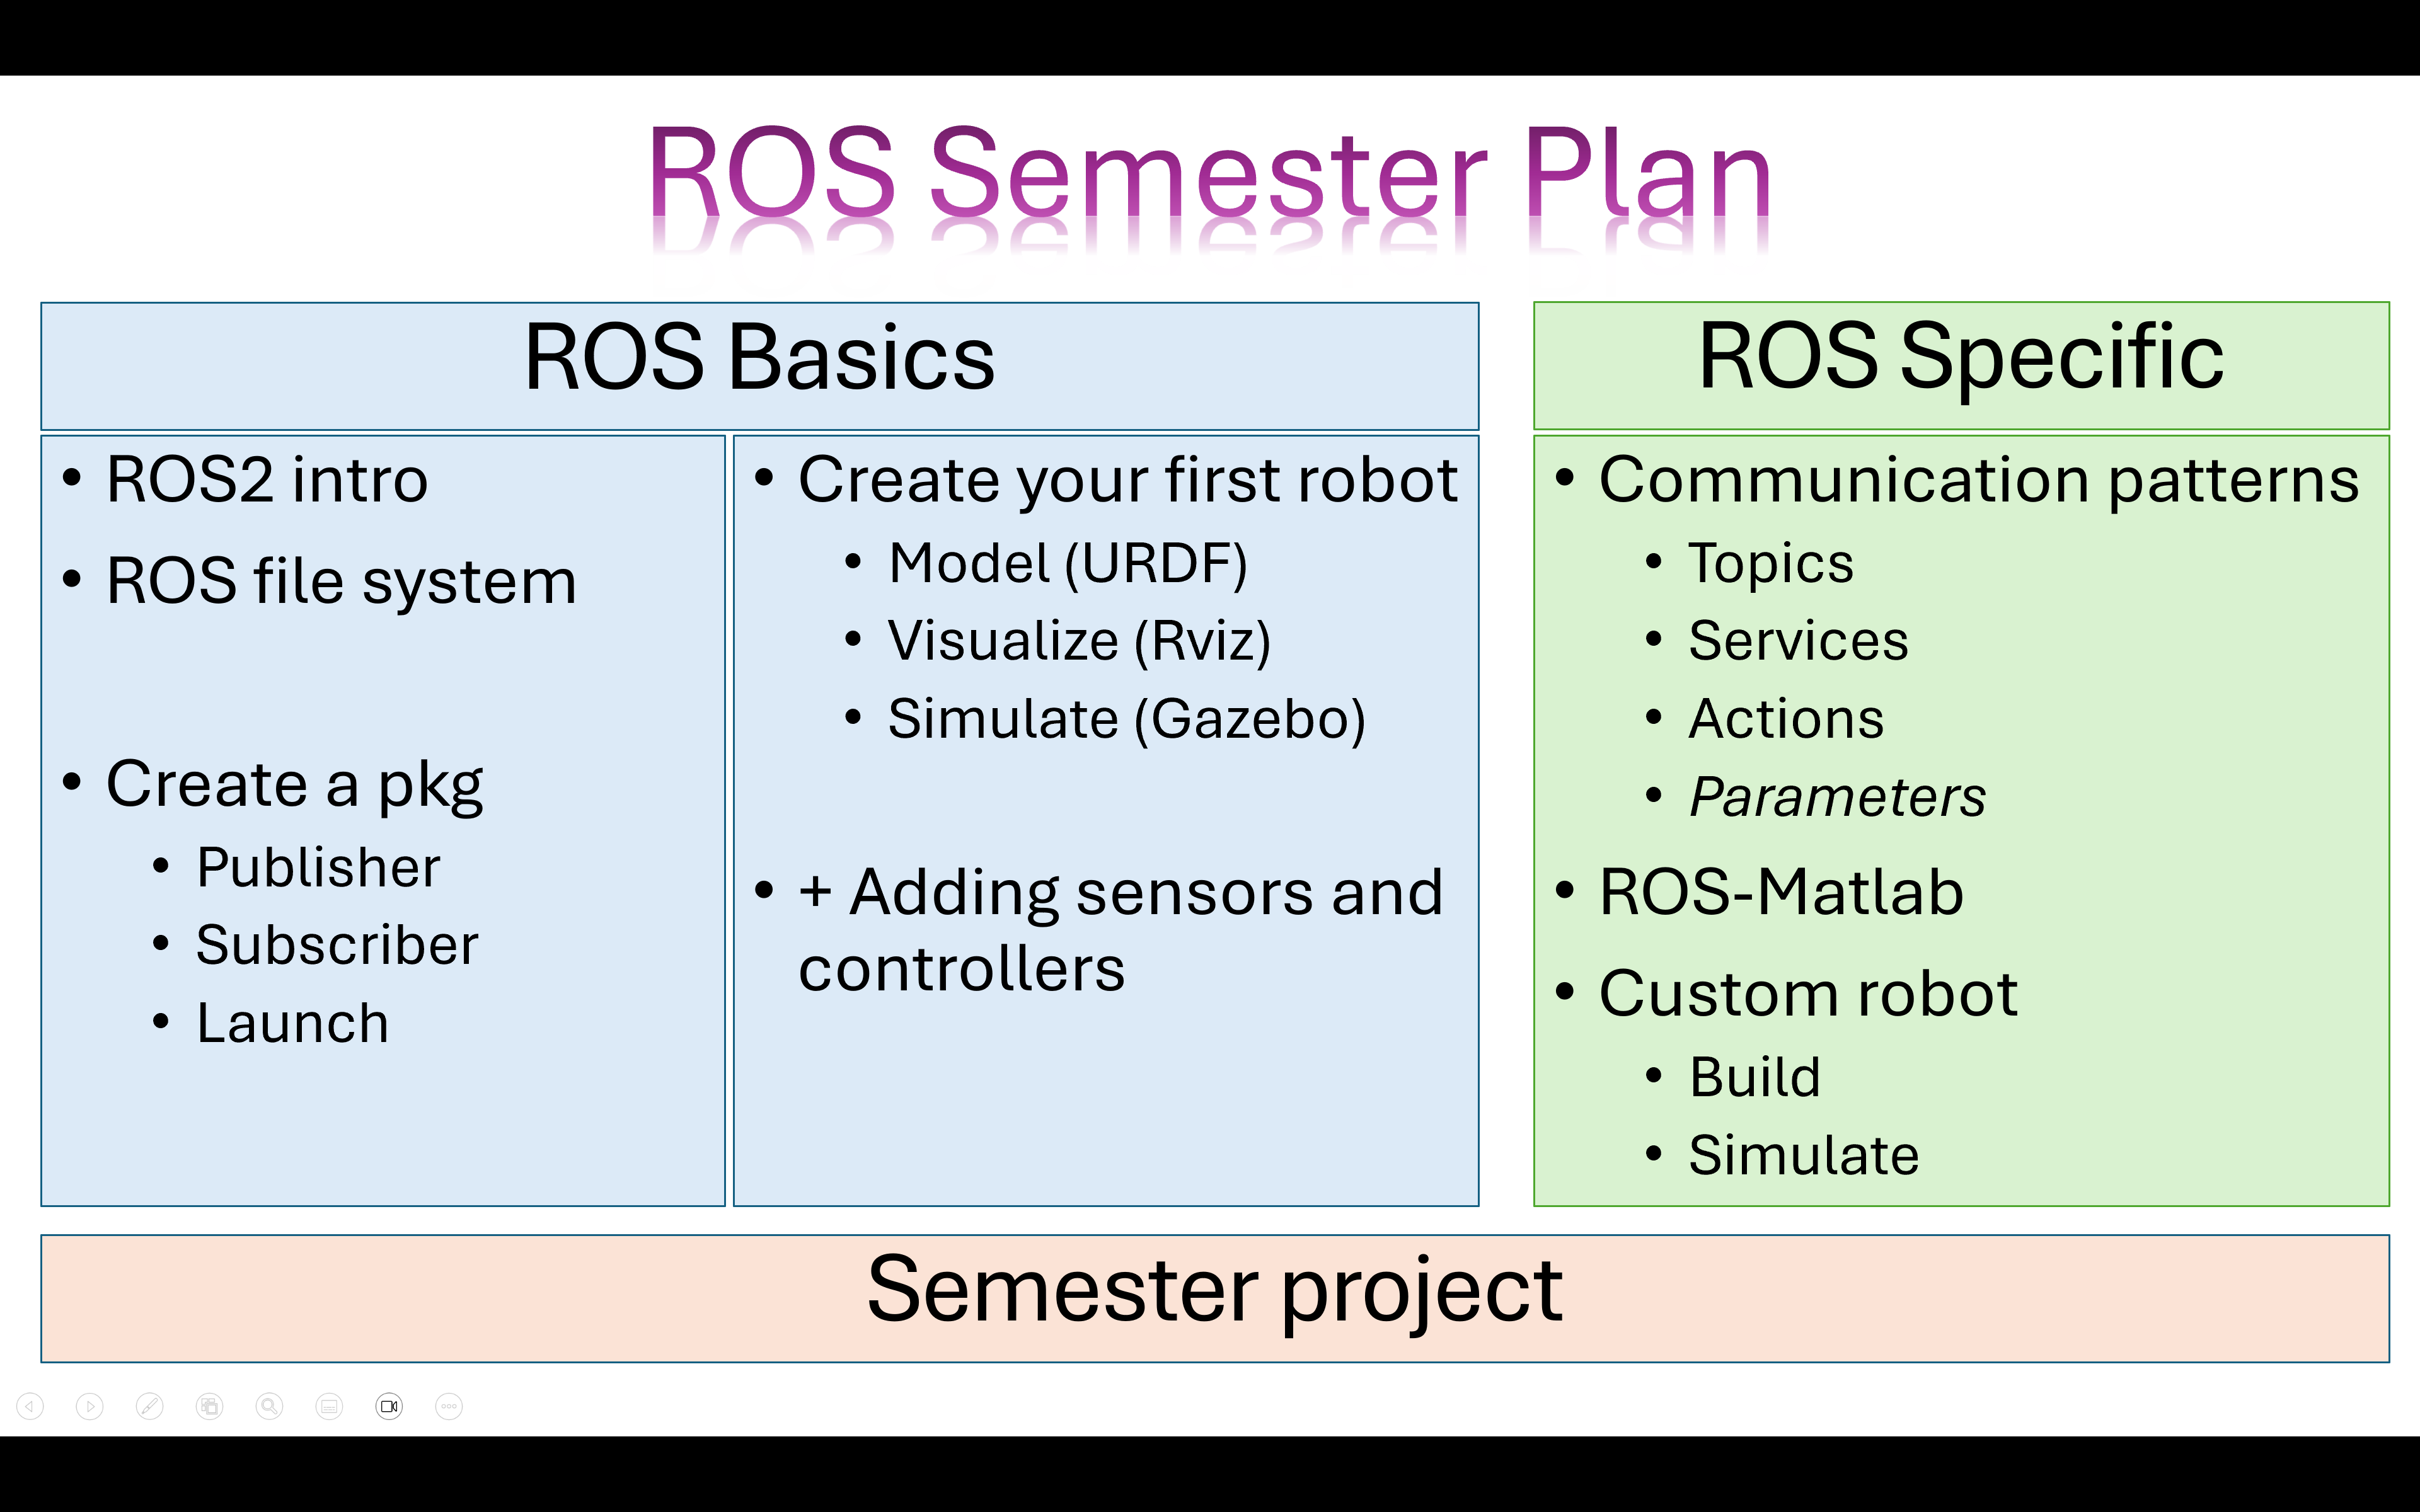 ROS Semester Plan
ROS Basics
• ROS2 intro
• ROS file system
• Create a pkg
• Publisher
• Subscriber
• Launch
• Create your first robot
• Model (URDF)
• Visualize (Rviz)
• Simulate (Gazebo)
• + Adding sensors and
controllers
ROS Specific
• Communication patterns
• Topics
• Services
• Actions
• Parameters
• ROS-Matlab
• Custom robot
• Build
• Simulate
Semester project